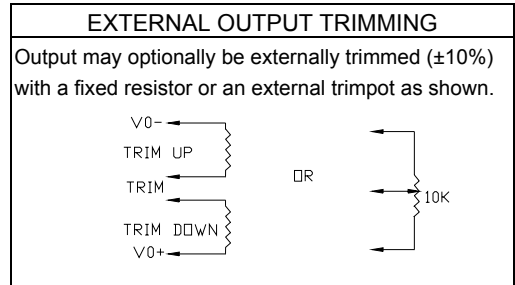 EXTERNAL OUTPUT TRIMMING
Output may optionally be externally trimmed (±10%)
with a fixed resistor or an external trimpot as shown.
V0-
TRIM UP
TRIM
TRIM DOWN
V0+
OR
10K